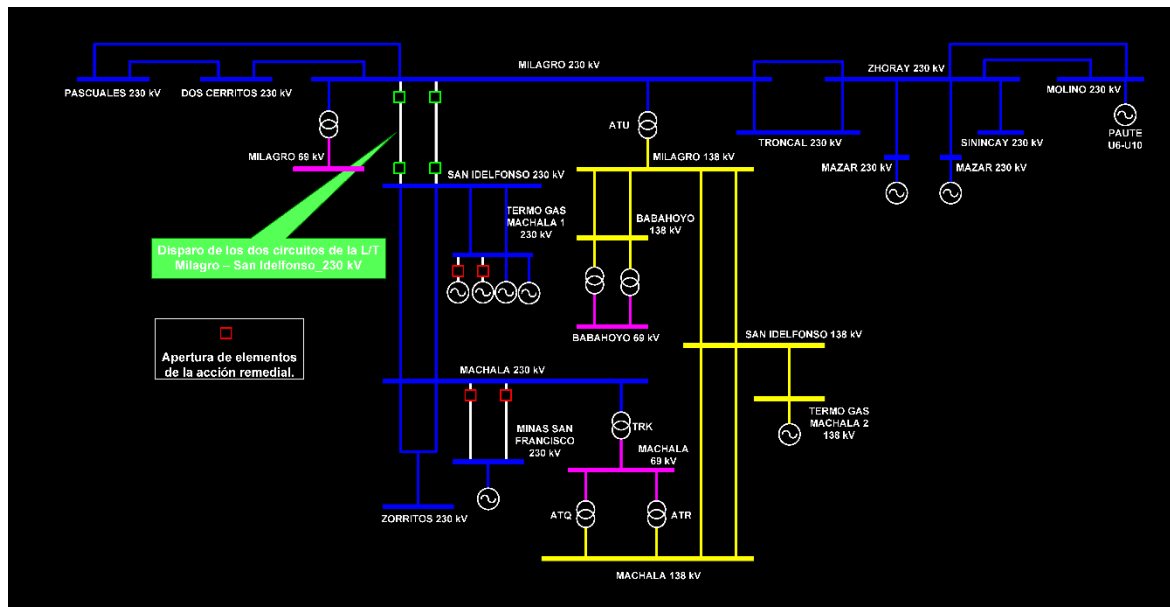 MILAGRO 230 kV
ZHORAY 230 kV
PASCUALES 230 kV
DOS CERRITOS 230 kV
MOLINO 230 kV
PAUTE
U6-U10
ATU
TRONCAL 230 kV
SININCAY 230 kV
MILAGRO 69 kV
MILAGRO 138 kV
MAZAR 230 kV
MAZAR 230 kV
SAN IDELFONSO 230 kV
TERMO GAS
MACHALA 1
230 kV
BABAHOYO
138 kV
Disparo de los dos circuitos de la L/T
Milagro – San Idelfonso_230 kV
Apertura de elementos
de la acción remedial.
BABAHOYO 69 kV
SAN IDELFONSO 138 kV
MACHALA 230 kV
TERMO GAS
MACHALA 2
138 kV
MINAS SAN
FRANCISCO
230 kV
TRK
MACHALA
69 kV
ZORRITOS 230 kV
ATQ
ATR
MACHALA 138 kV